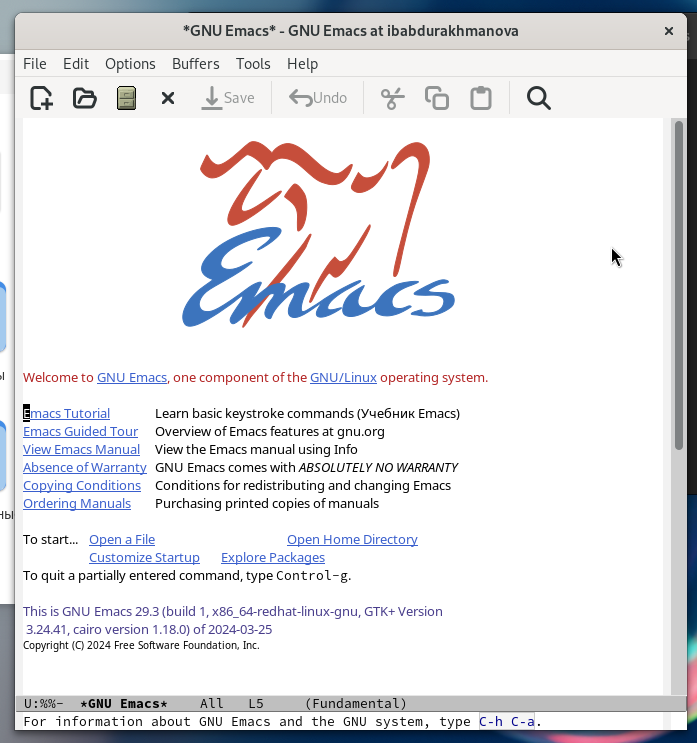 *GNU Emacs* - GNU Emacs at ibabdurakhmanova
File Edit Options Buffers Tools Help
Save Undo
Emacs
Welcome to GNU Emacs, one component of the GNU/Linux operating system.
Emacs Tutorial Learn basic keystroke commands (Учебник Emacs)
Emacs Guided Tour Overview of Emacs features at gnu.org
View Emacs Manual View the Emacs manual using Info
Absence of Warranty GNU Emacs comes with ABSOLUTELY NO WARRANTY
Copying Conditions Conditions for redistributing and changing Emacs
Ordering Manuals Purchasing printed copies of manuals
To start... Open a File Open Home Directory
Customize Startup Explore Packages
To quit a partially entered command, type Control-g.
This is GNU Emacs 29.3 (build 1, x86_64-redhat-linux-gnu, GTK+ Version
3.24.41, cairo version 1.18.0) of 2024-03-25
Copyright (C) 2024 Free Software Foundation, Inc.
U:%%- *GNU Emacs* All L5 (Fundamental)
For information about GNU Emacs and the GNU system, type C-h C-a.